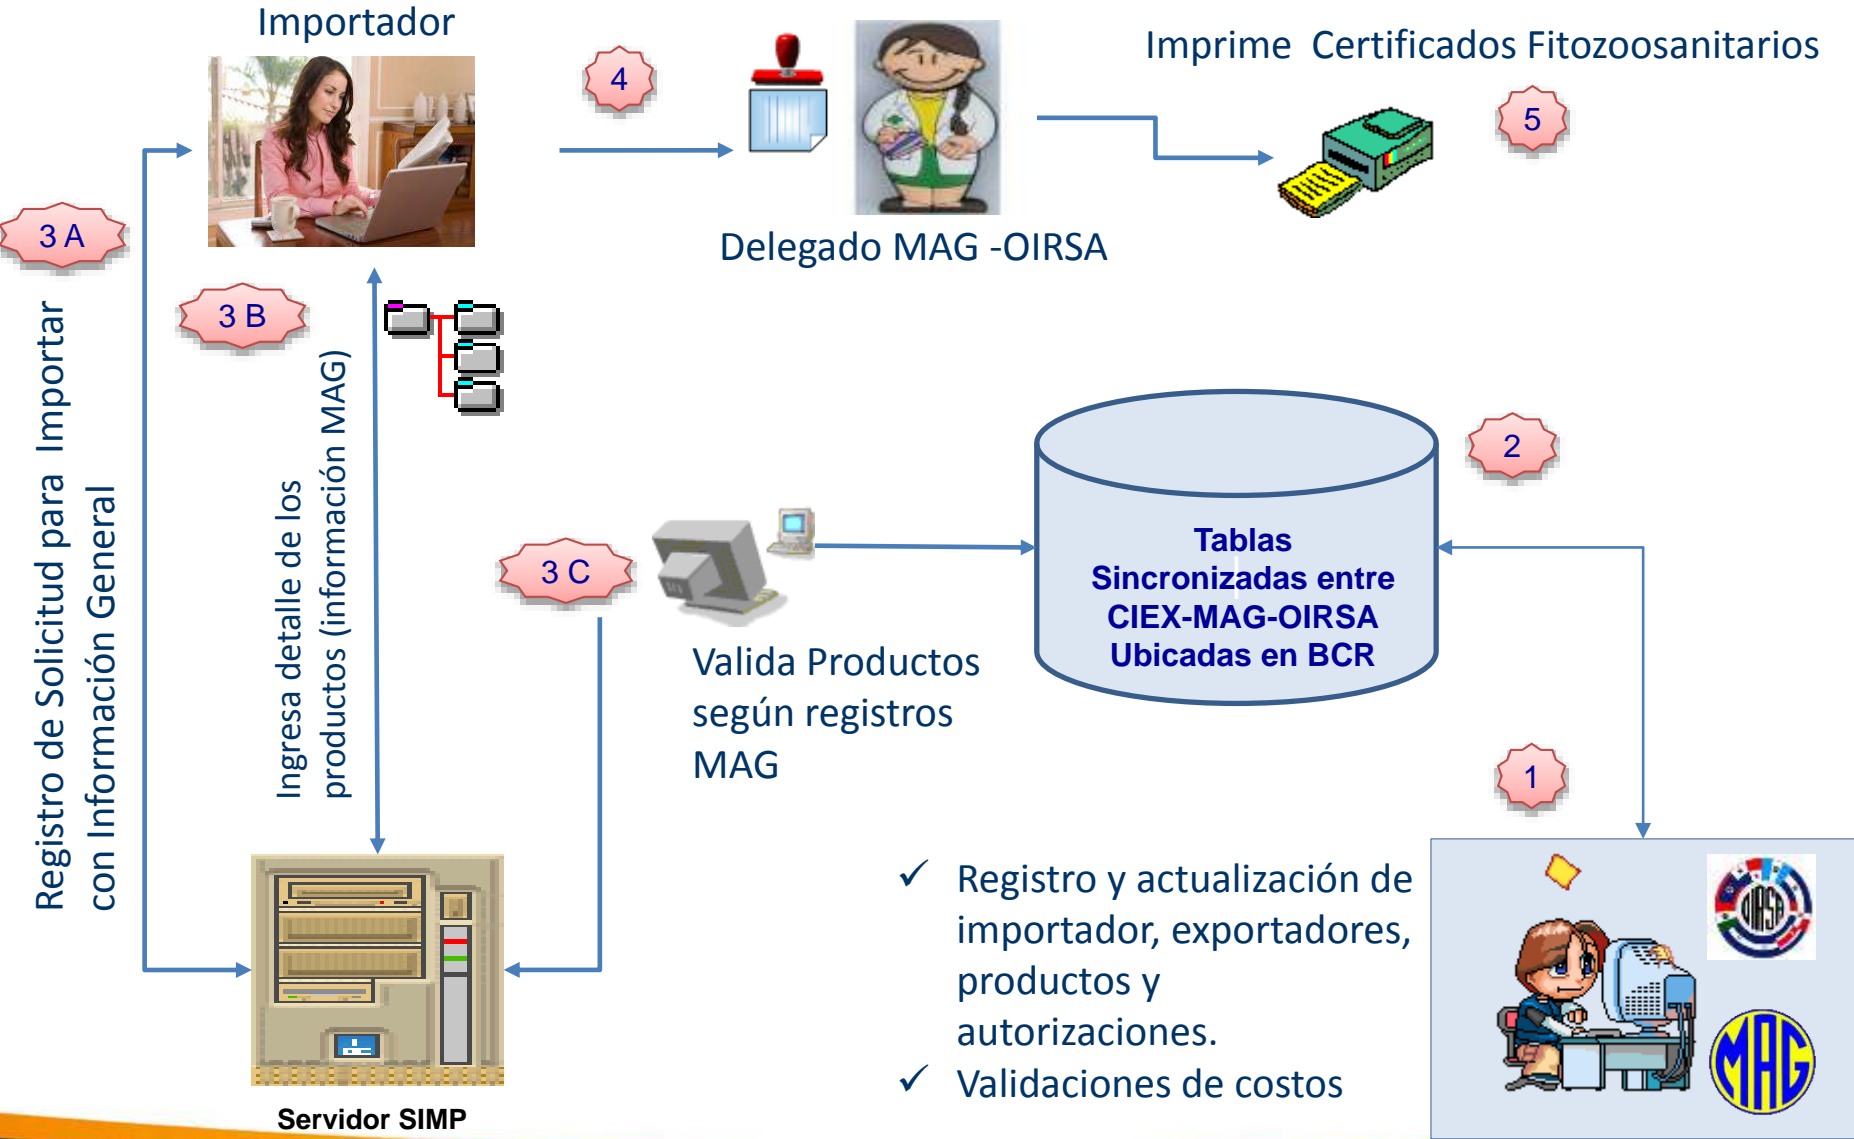 Importador
4
Imprime Certificados Fitozoosanitarios
5
Delegado MAG -OIRSA
3 A
3 B
Registro de Solicitud para Importar
con Información General
Ingresa detalle de los
productos (información MAG)
3 C
Valida Productos
según registros
MAG
2
Tablas
Sincronizadas entre
CIEX-MAG-OIRSA
Ubicadas en BCR
1
✓ Registro y actualización de
importador, exportadores,
productos y
autorizaciones.
✓ Validaciones de costos
OIRSA
MAG
Servidor SIMP